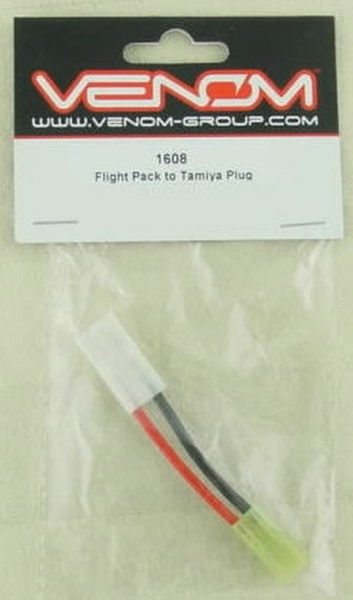 VENOM
WWW.VENOM-GROUP.COM
1608
Flight Pack to Tamiya Plug